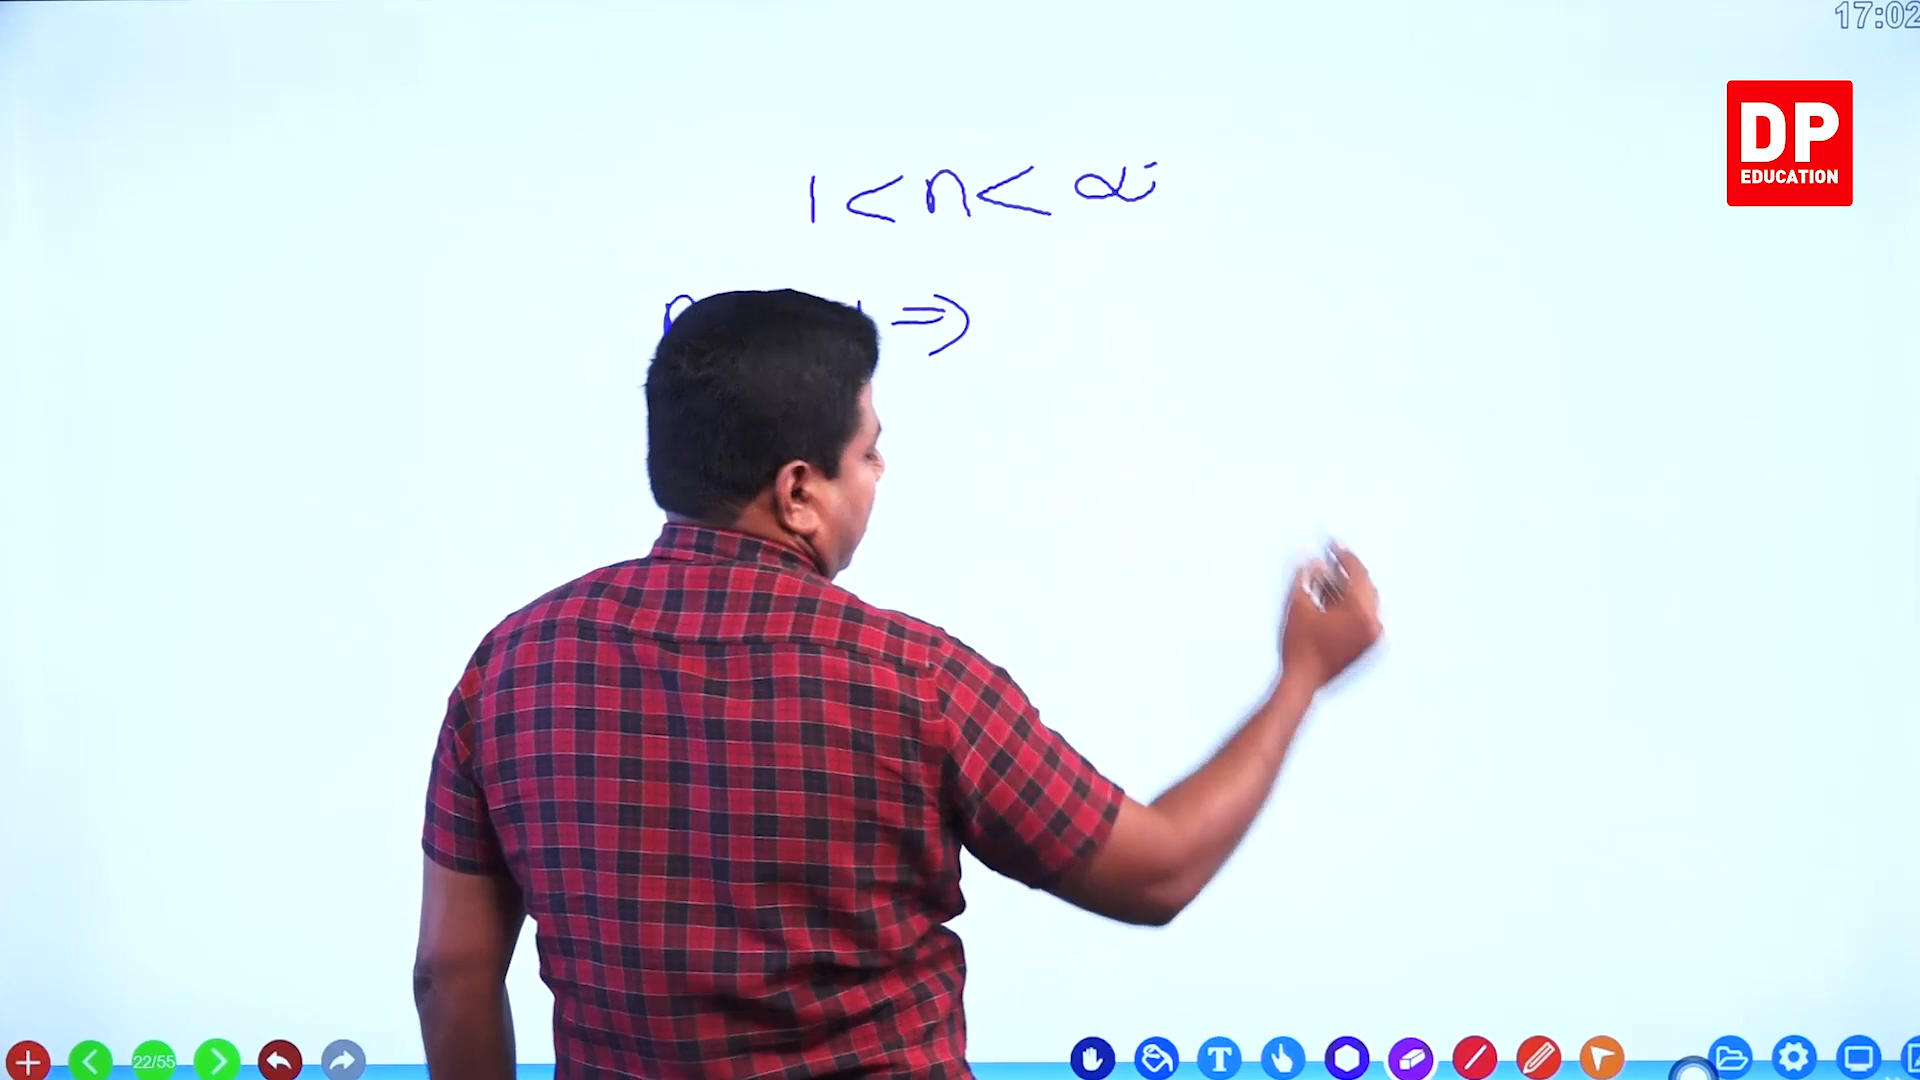 17:02
DP
EDUCATION
1 < n < ∝
n
⇒
22/55
T